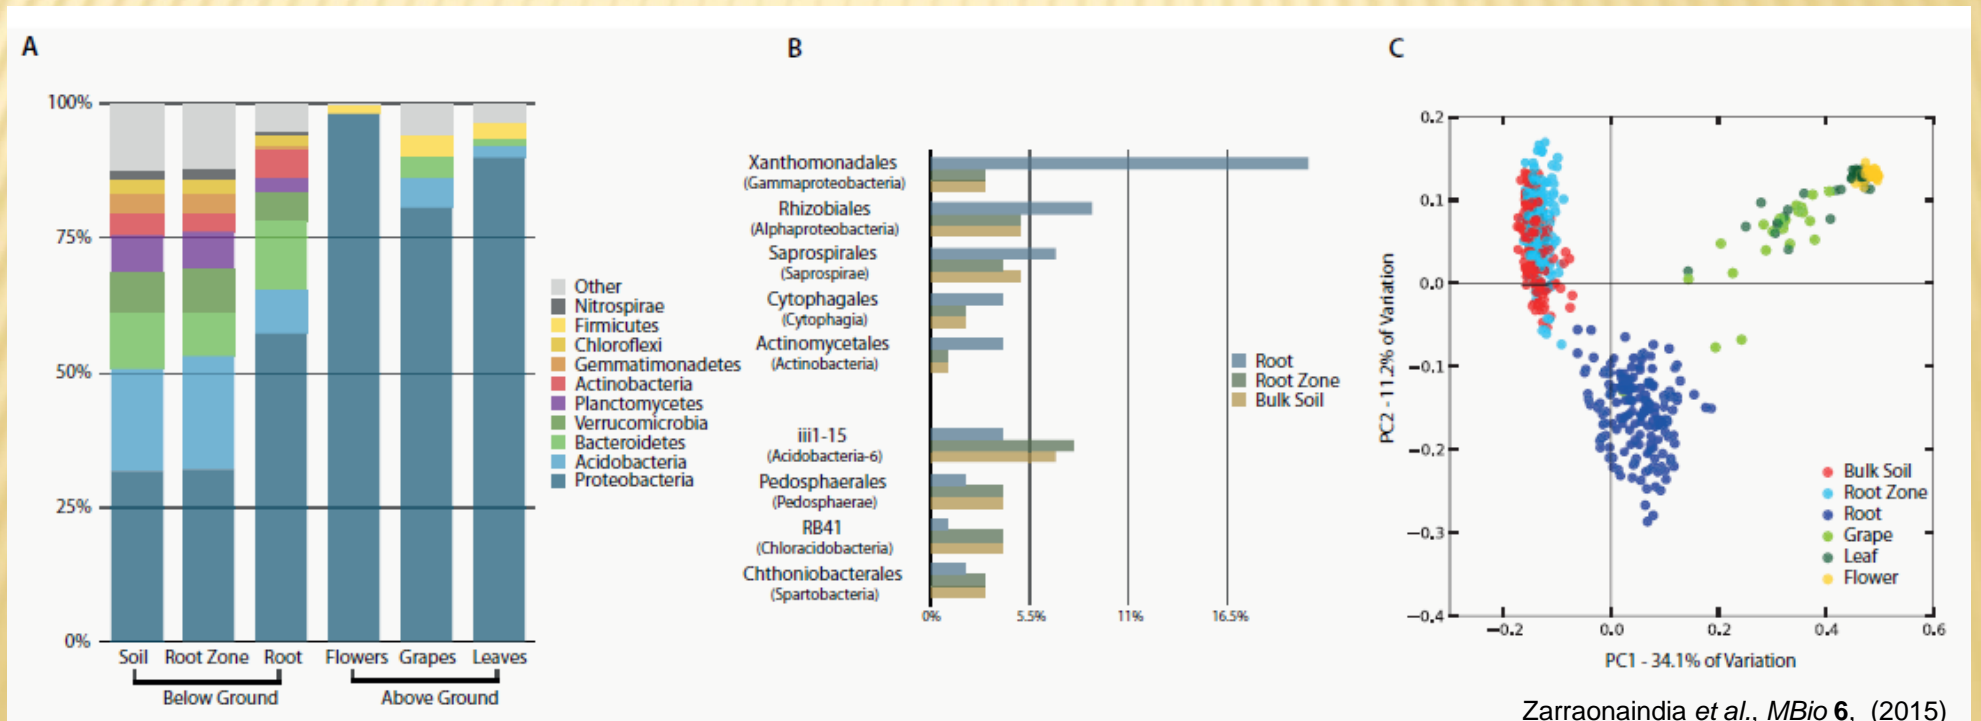 A
100%
75%
50%
25%
0%
Soil Root Zone Root Flowers Grapes Leaves
Below Ground Above Ground
Other
Nitrospirae
Firmicutes
Chloroflexi
Gemmatimonadetes
Actinobacteria
Planctomycetes
Verrucomicrobia
Bacteroidetes
Acidobacteria
Proteobacteria
B
Xanthomonadales
(Gammaproteobacteria)
Rhizobiales
(Alphaproteobacteria)
Saprospirales
(Saprospirae)
Cytophagales
(Cytophagia)
Actinomycetales
(Actinobacteria)
iii1-15
(Acidobacteria-6)
Pedosphaerales
(Pedosphaerae)
RB41
(Chloracidobacteria)
Chthoniobacterales
(Spartobacteria)
0% 5.5% 11% 16.5%
Root
Root Zone
Bulk Soil
C
PC2 - 11.2% of Variation
0.2
0.1
0.0
−0.1
−0.2
−0.3
−0.4
−0.2 0.0 0.2 0.4 0.6
PC1 - 34.1% of Variation
Bulk Soil
Root Zone
Root
Grape
Leaf
Flower
Zarraonaindia et al., MBio 6, (2015)